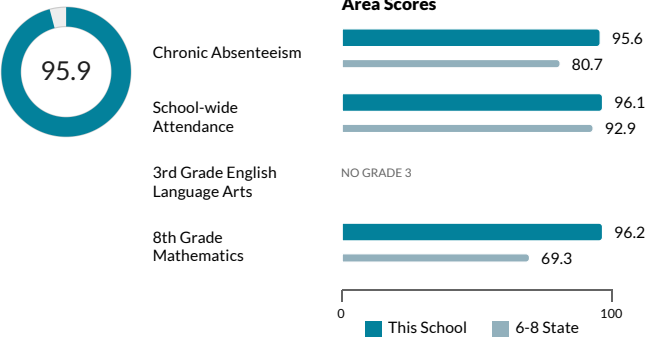 Area Scores
95.9
Chronic Absenteeism
95.6
80.7
School-wide
Attendance
96.1
92.9
3rd Grade English
Language Arts
NO GRADE 3
8th Grade
Mathematics
96.2
69.3
0
100
This School
6-8 State